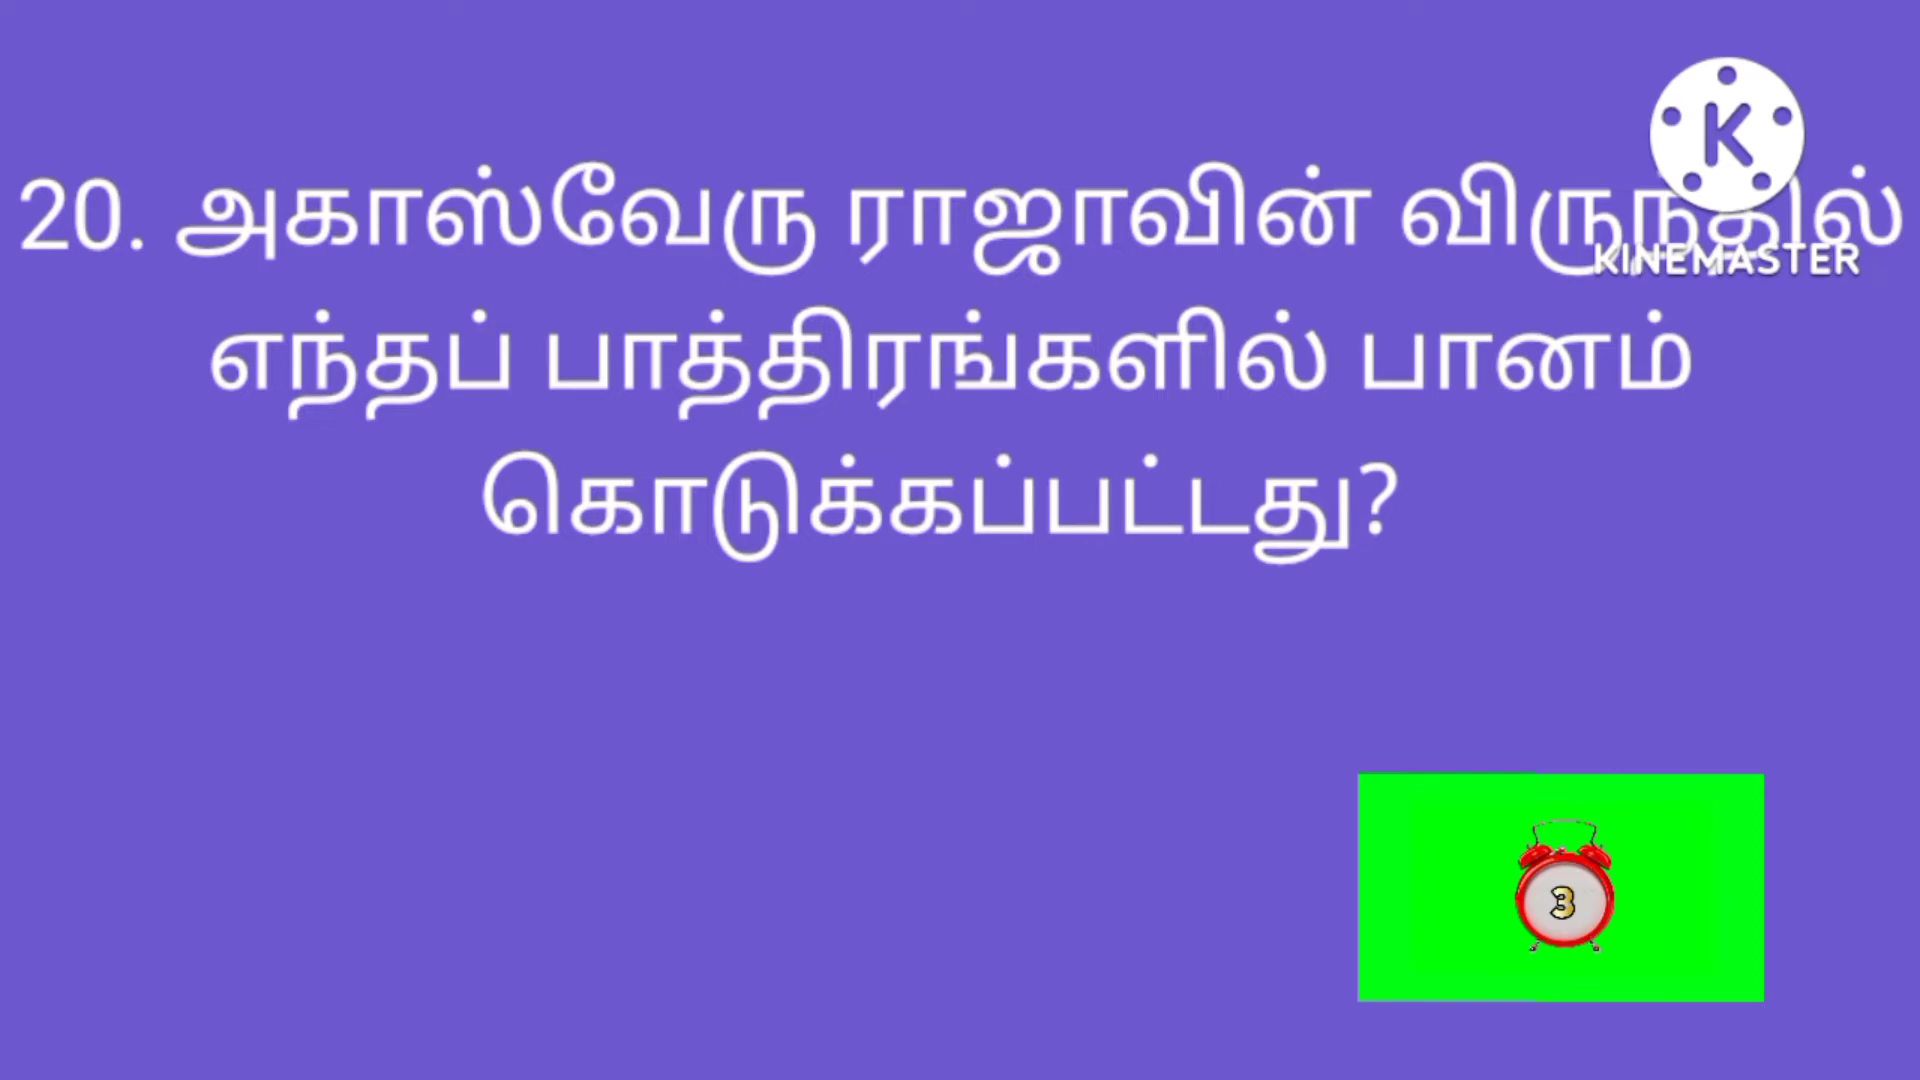 20. அகாஸ்வேரு ராஜாவின் விருந்தில்
எந்தப் பாத்திரங்களில் பானம்
கொடுக்கப்பட்டது?
K
KINEMASTER
3